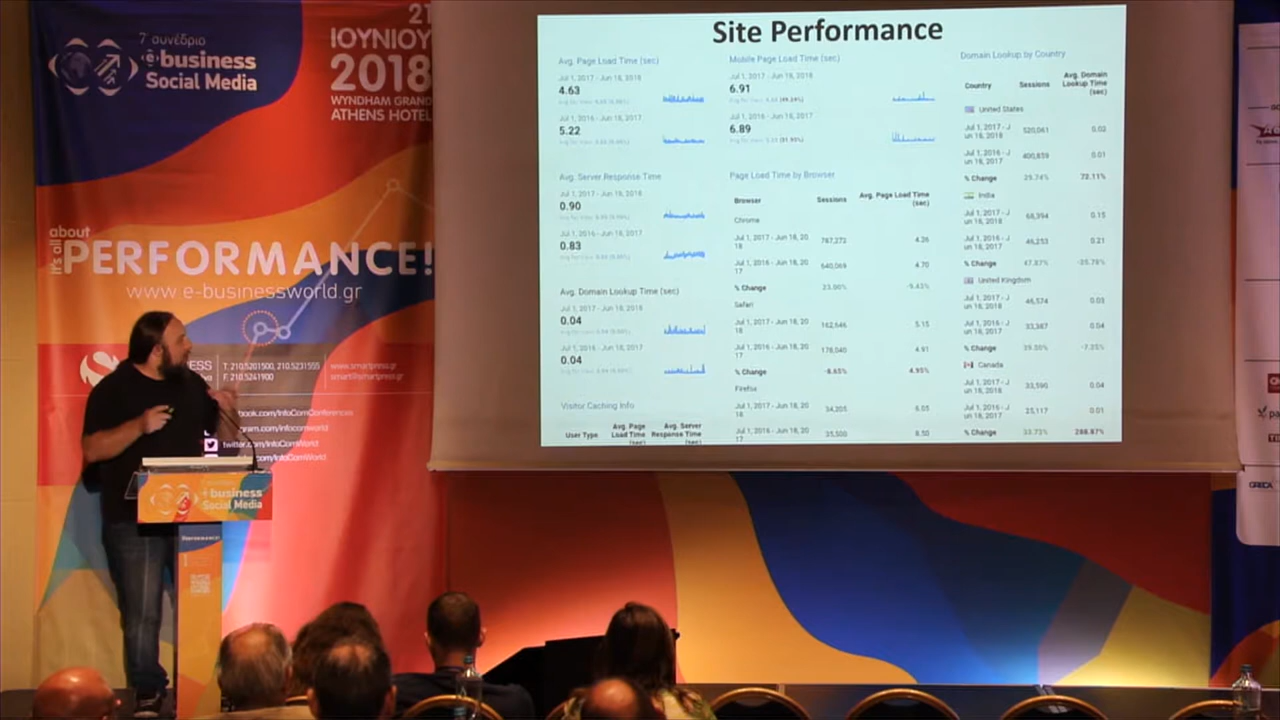 7° συνέδριο
e-business
Social Media
21
ΙΟΥΝΙΟΥ
2018
WYNDHAM GRAND
ATHENS HOTEL
it's all about
PERFORMANCE!
www e-businessworld.gr
T. 210.5201500, 210.5231555
F. 210.5241900
www.smartpress.gr
smart@smartpress.gr
book.com/InfoComConferences
gram.com/infocomworld
twitter.com/InfoComWorld
/InfoComWorld
e-business
Social Media
Site Performance
Avg. Page Load Time (sec)
Jul 1, 2017 - Jun 18, 2018
4.63
Jul 1, 2016 - Jun 18, 2017
5.22
Avg. Server Response Time
Jul 1, 2017 - Jun 18, 2018
0.90
Jul 1, 2016 - Jun 18, 2017
0.83
Avg. Domain Lookup Time (sec)
Jul 1, 2017 - Jun 18, 2018
0.04
Jul 1, 2016 - Jun 18, 2017
0.04
Visitor Caching Info
User Type Avg. Page Load Time (sec) Avg. Server Response Time (sec)
Mobile Page Load Time (sec)
Jul 1, 2017 - Jun 18, 2018
6.91
Jul 1, 2016 - Jun 18, 2017
6.89
Page Load Time by Browser
Browser Sessions Avg. Page Load Time (sec)
Chrome
Jul 1, 2017 - Jun 18, 2018 787,272 4.26
Jul 1, 2016 - Jun 18, 2017 640,069 4.70
% Change 23.00% -9.43%
Safari
Jul 1, 2017 - Jun 18, 2018 162,646 5.15
Jul 1, 2016 - Jun 18, 2017 178,040 4.91
% Change -8.65% 4.95%
Firefox
Jul 1, 2017 - Jun 18, 2018 34,205 6.05
Jul 1, 2016 - Jun 18, 2017 35,500 8.50
Domain Lookup by Country
Country Sessions Avg. Domain Lookup Time (sec)
United States
Jul 1, 2017 - Jun 18, 2018 520,061 0.02
Jul 1, 2016 - Jun 18, 2017 0.01
% Change 72.11%
India
Jul 1, 2017 - Jun 18, 2018 68,394 0.15
Jul 1, 2016 - Jun 18, 2017 46,253 0.21
% Change 47.87%
United Kingdom
Jul 1, 2017 - Jun 18, 2018 46,574 0.03
Jul 1, 2016 - Jun 18, 2017 33,387 0.04
% Change -7.25%
Canada
Jul 1, 2017 - Jun 18, 2018 33,590 0.04
Jul 1, 2016 - Jun 18, 2017 25,117 0.01
% Change 33.73% 288.87%
GRECA